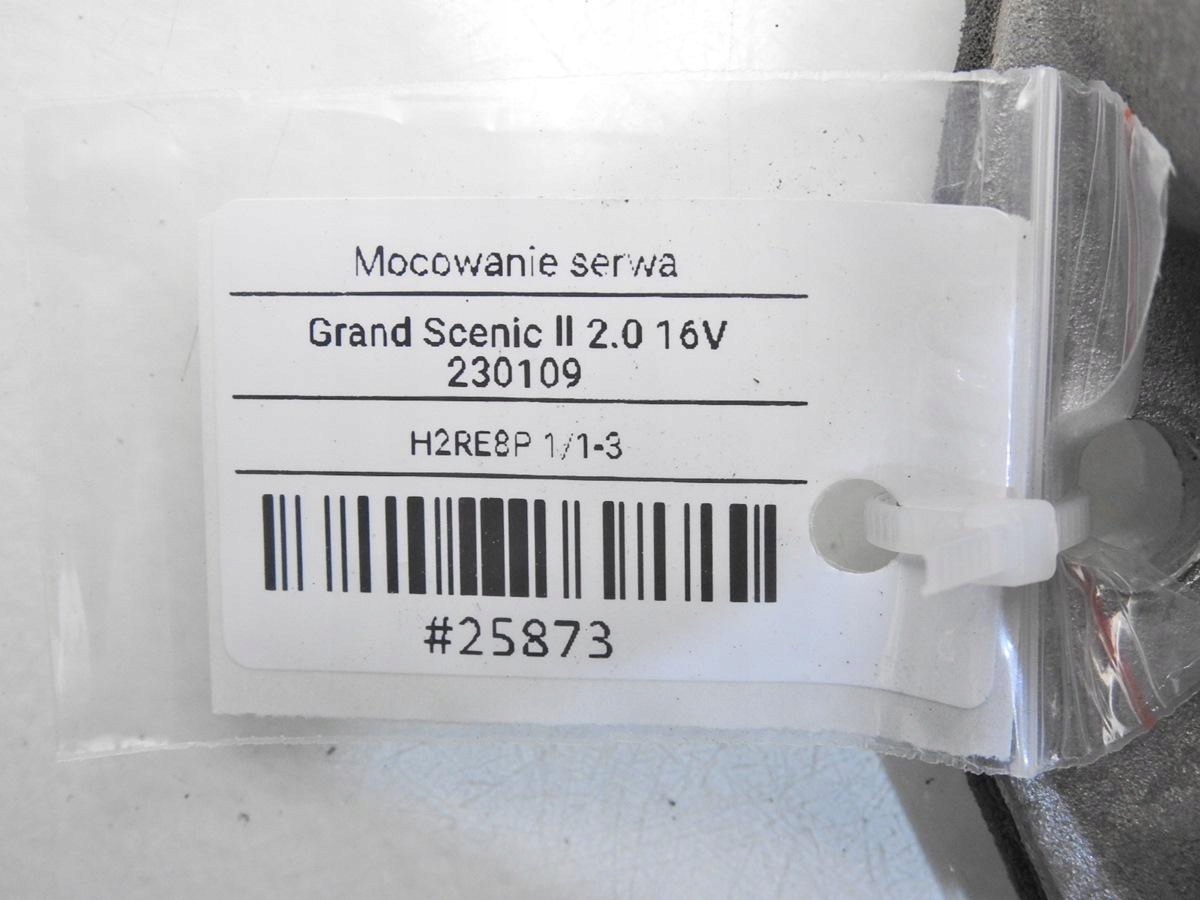 Mocowanie serwa
Grand Scenic II 2.0 16V
230109
H2RE8P 1/1-3
#25873